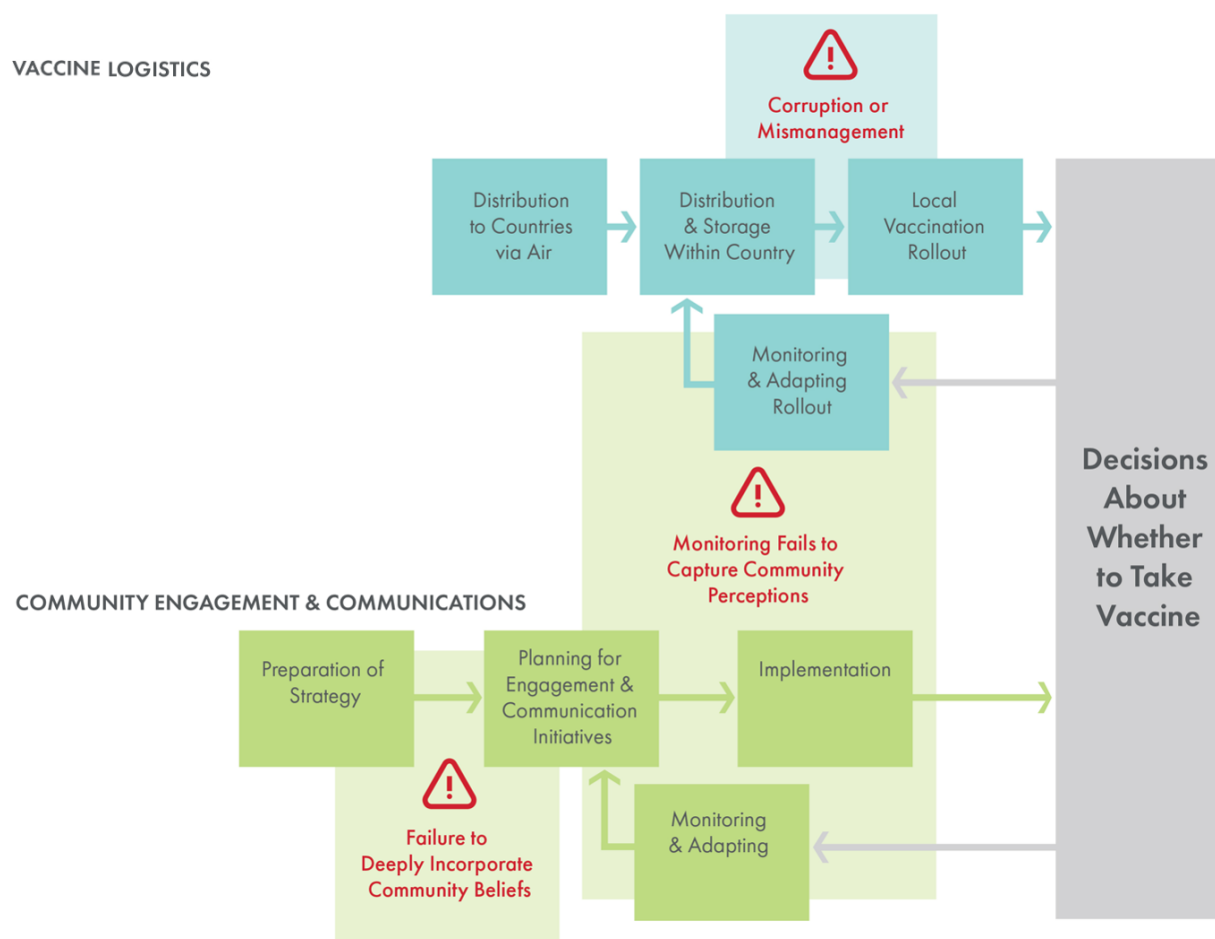 VACCINE LOGISTICS
Corruption or
Mismanagement
Distribution
to Countries
via Air
Distribution
& Storage
Within Country
Local
Vaccination
Rollout
Monitoring
& Adapting
Rollout
Decisions
About
Whether
to Take
Vaccine
Monitoring Fails to
Capture Community
Perceptions
COMMUNITY ENGAGEMENT & COMMUNICATIONS
Preparation of
Strategy
Planning for
Engagement &
Communication
Initiatives
Implementation
Failure to
Deeply Incorporate
Community Beliefs
Monitoring
& Adapting